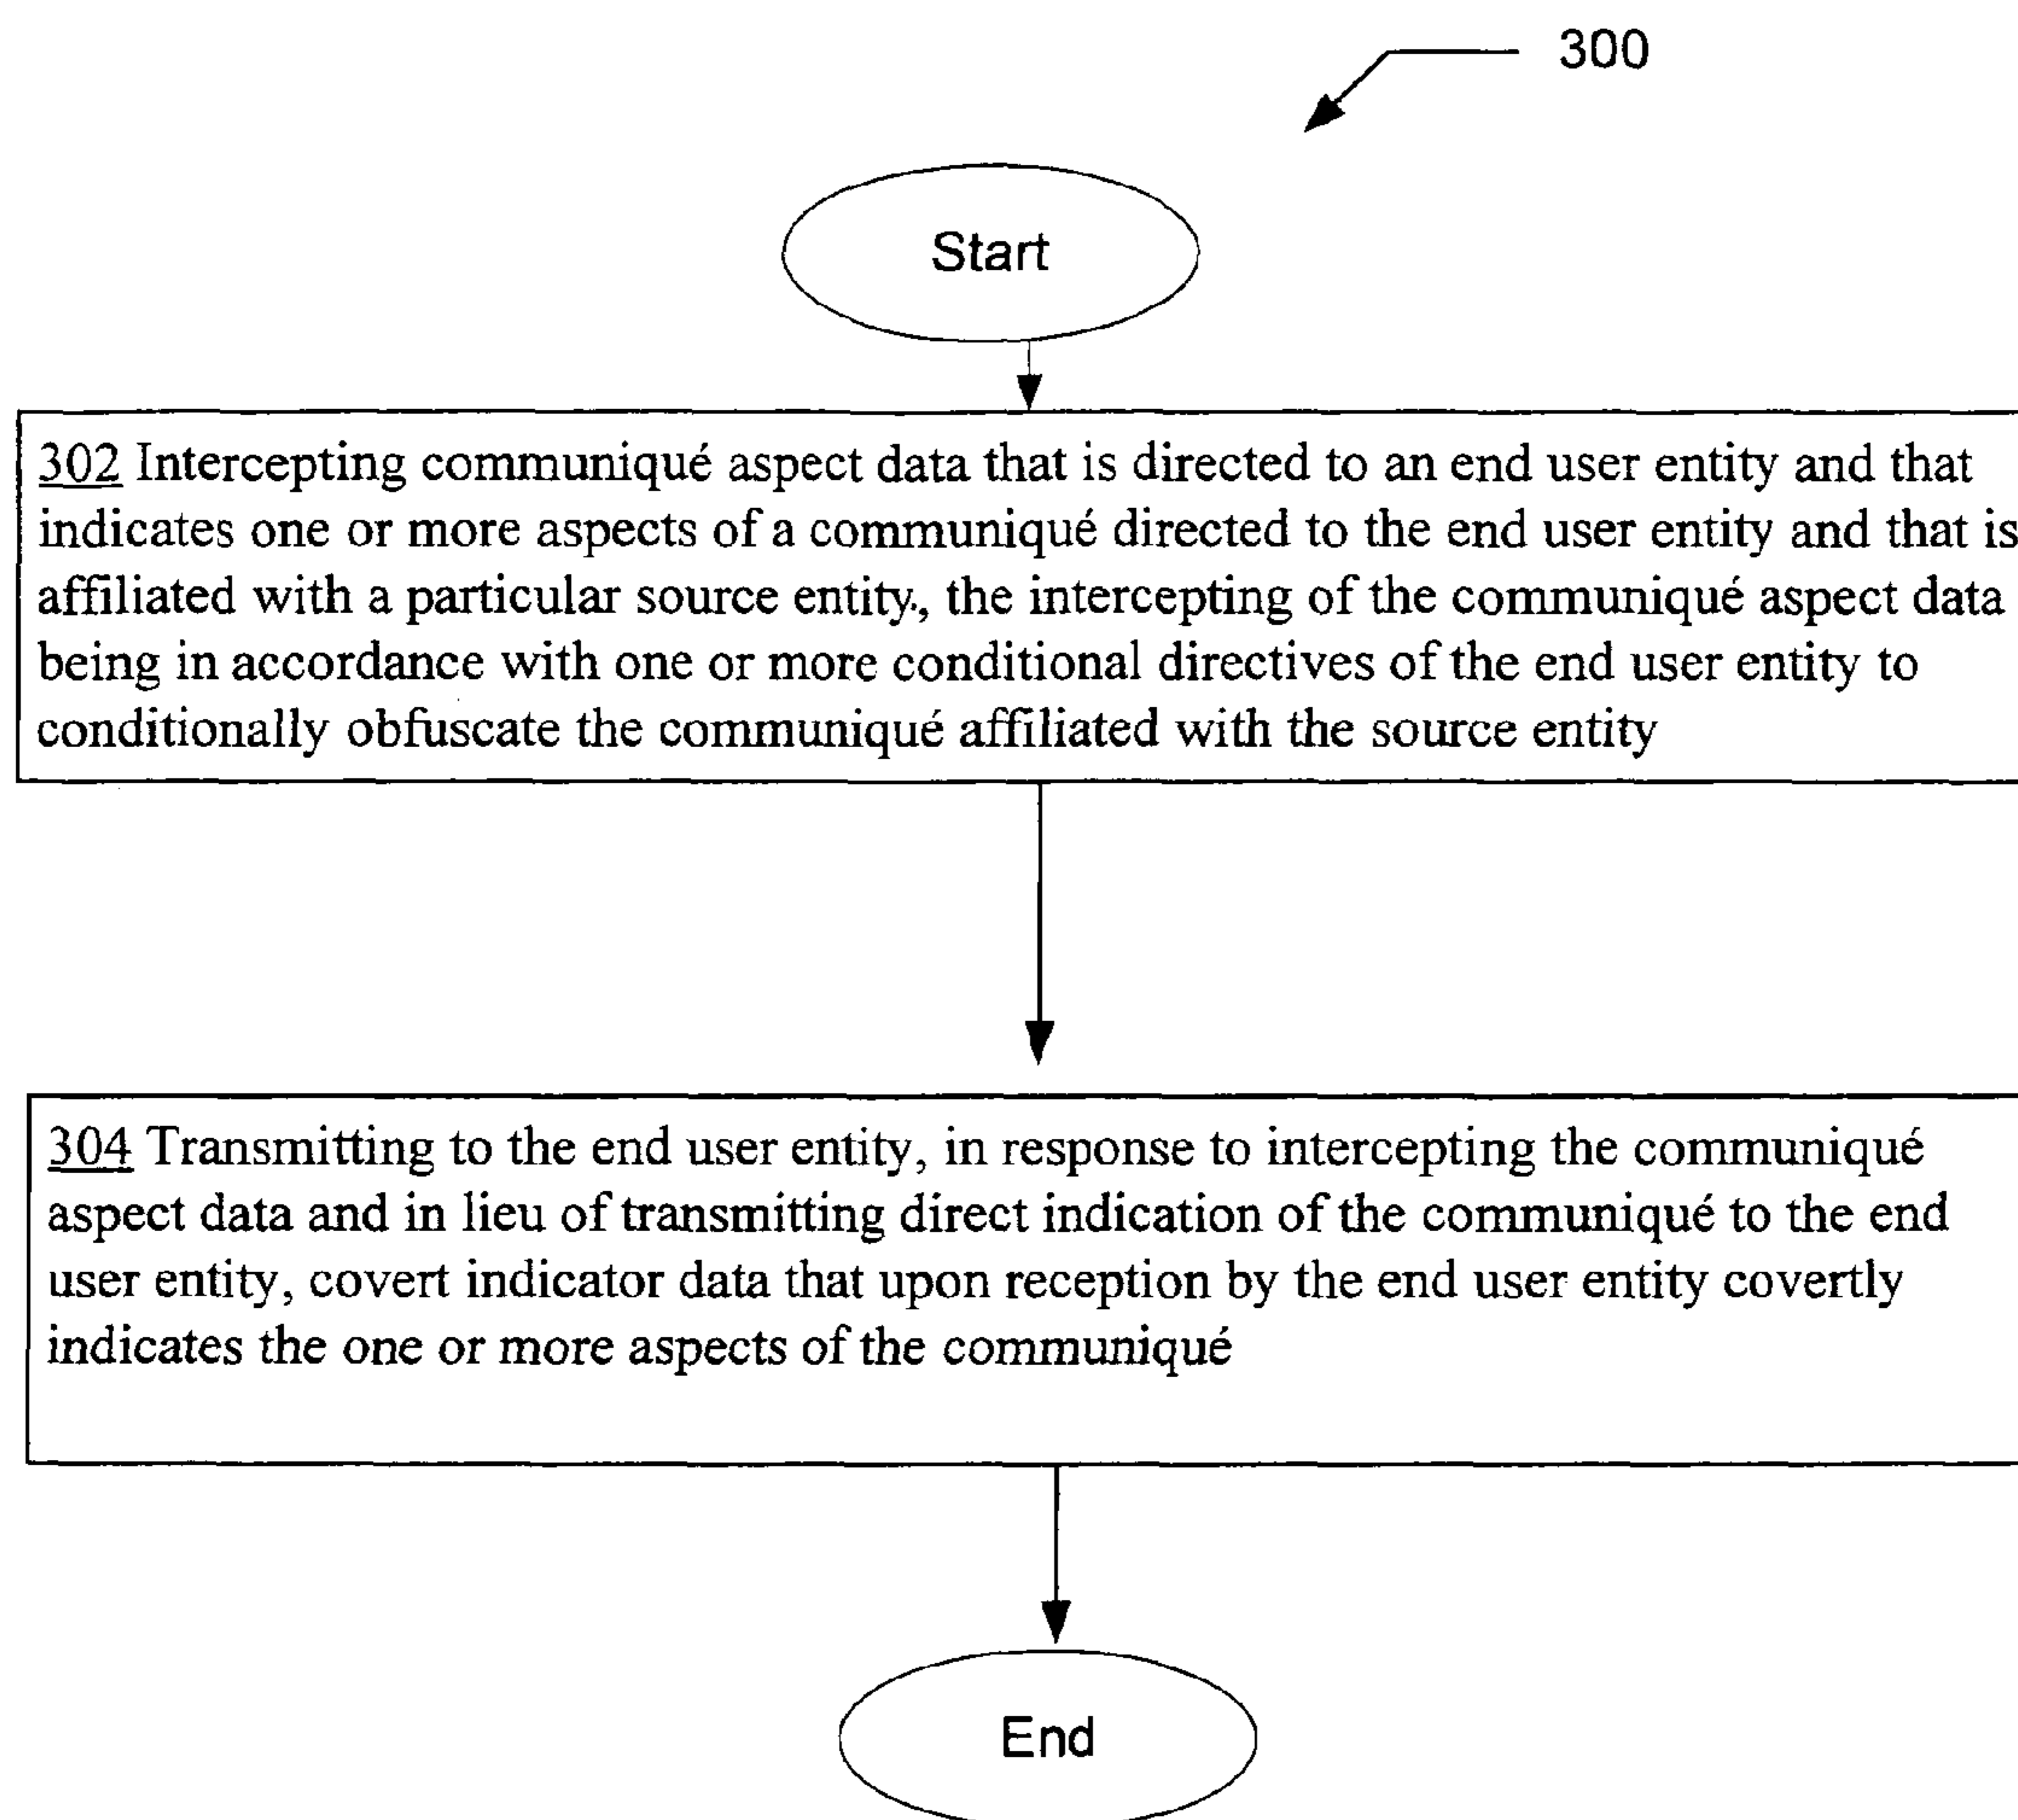 300
Start
302 Intercepting communiqué aspect data that is directed to an end user entity and that
indicates one or more aspects of a communiqué directed to the end user entity and that is
affiliated with a particular source entity., the intercepting of the communiqué aspect data
being in accordance with one or more conditional directives of the end user entity to
conditionally obfuscate the communiqué affiliated with the source entity
304 Transmitting to the end user entity, in response to intercepting the communiqué
aspect data and in lieu of transmitting direct indication of the communiqué to the end
user entity, covert indicator data that upon reception by the end user entity covertly
indicates the one or more aspects of the communiqué
End